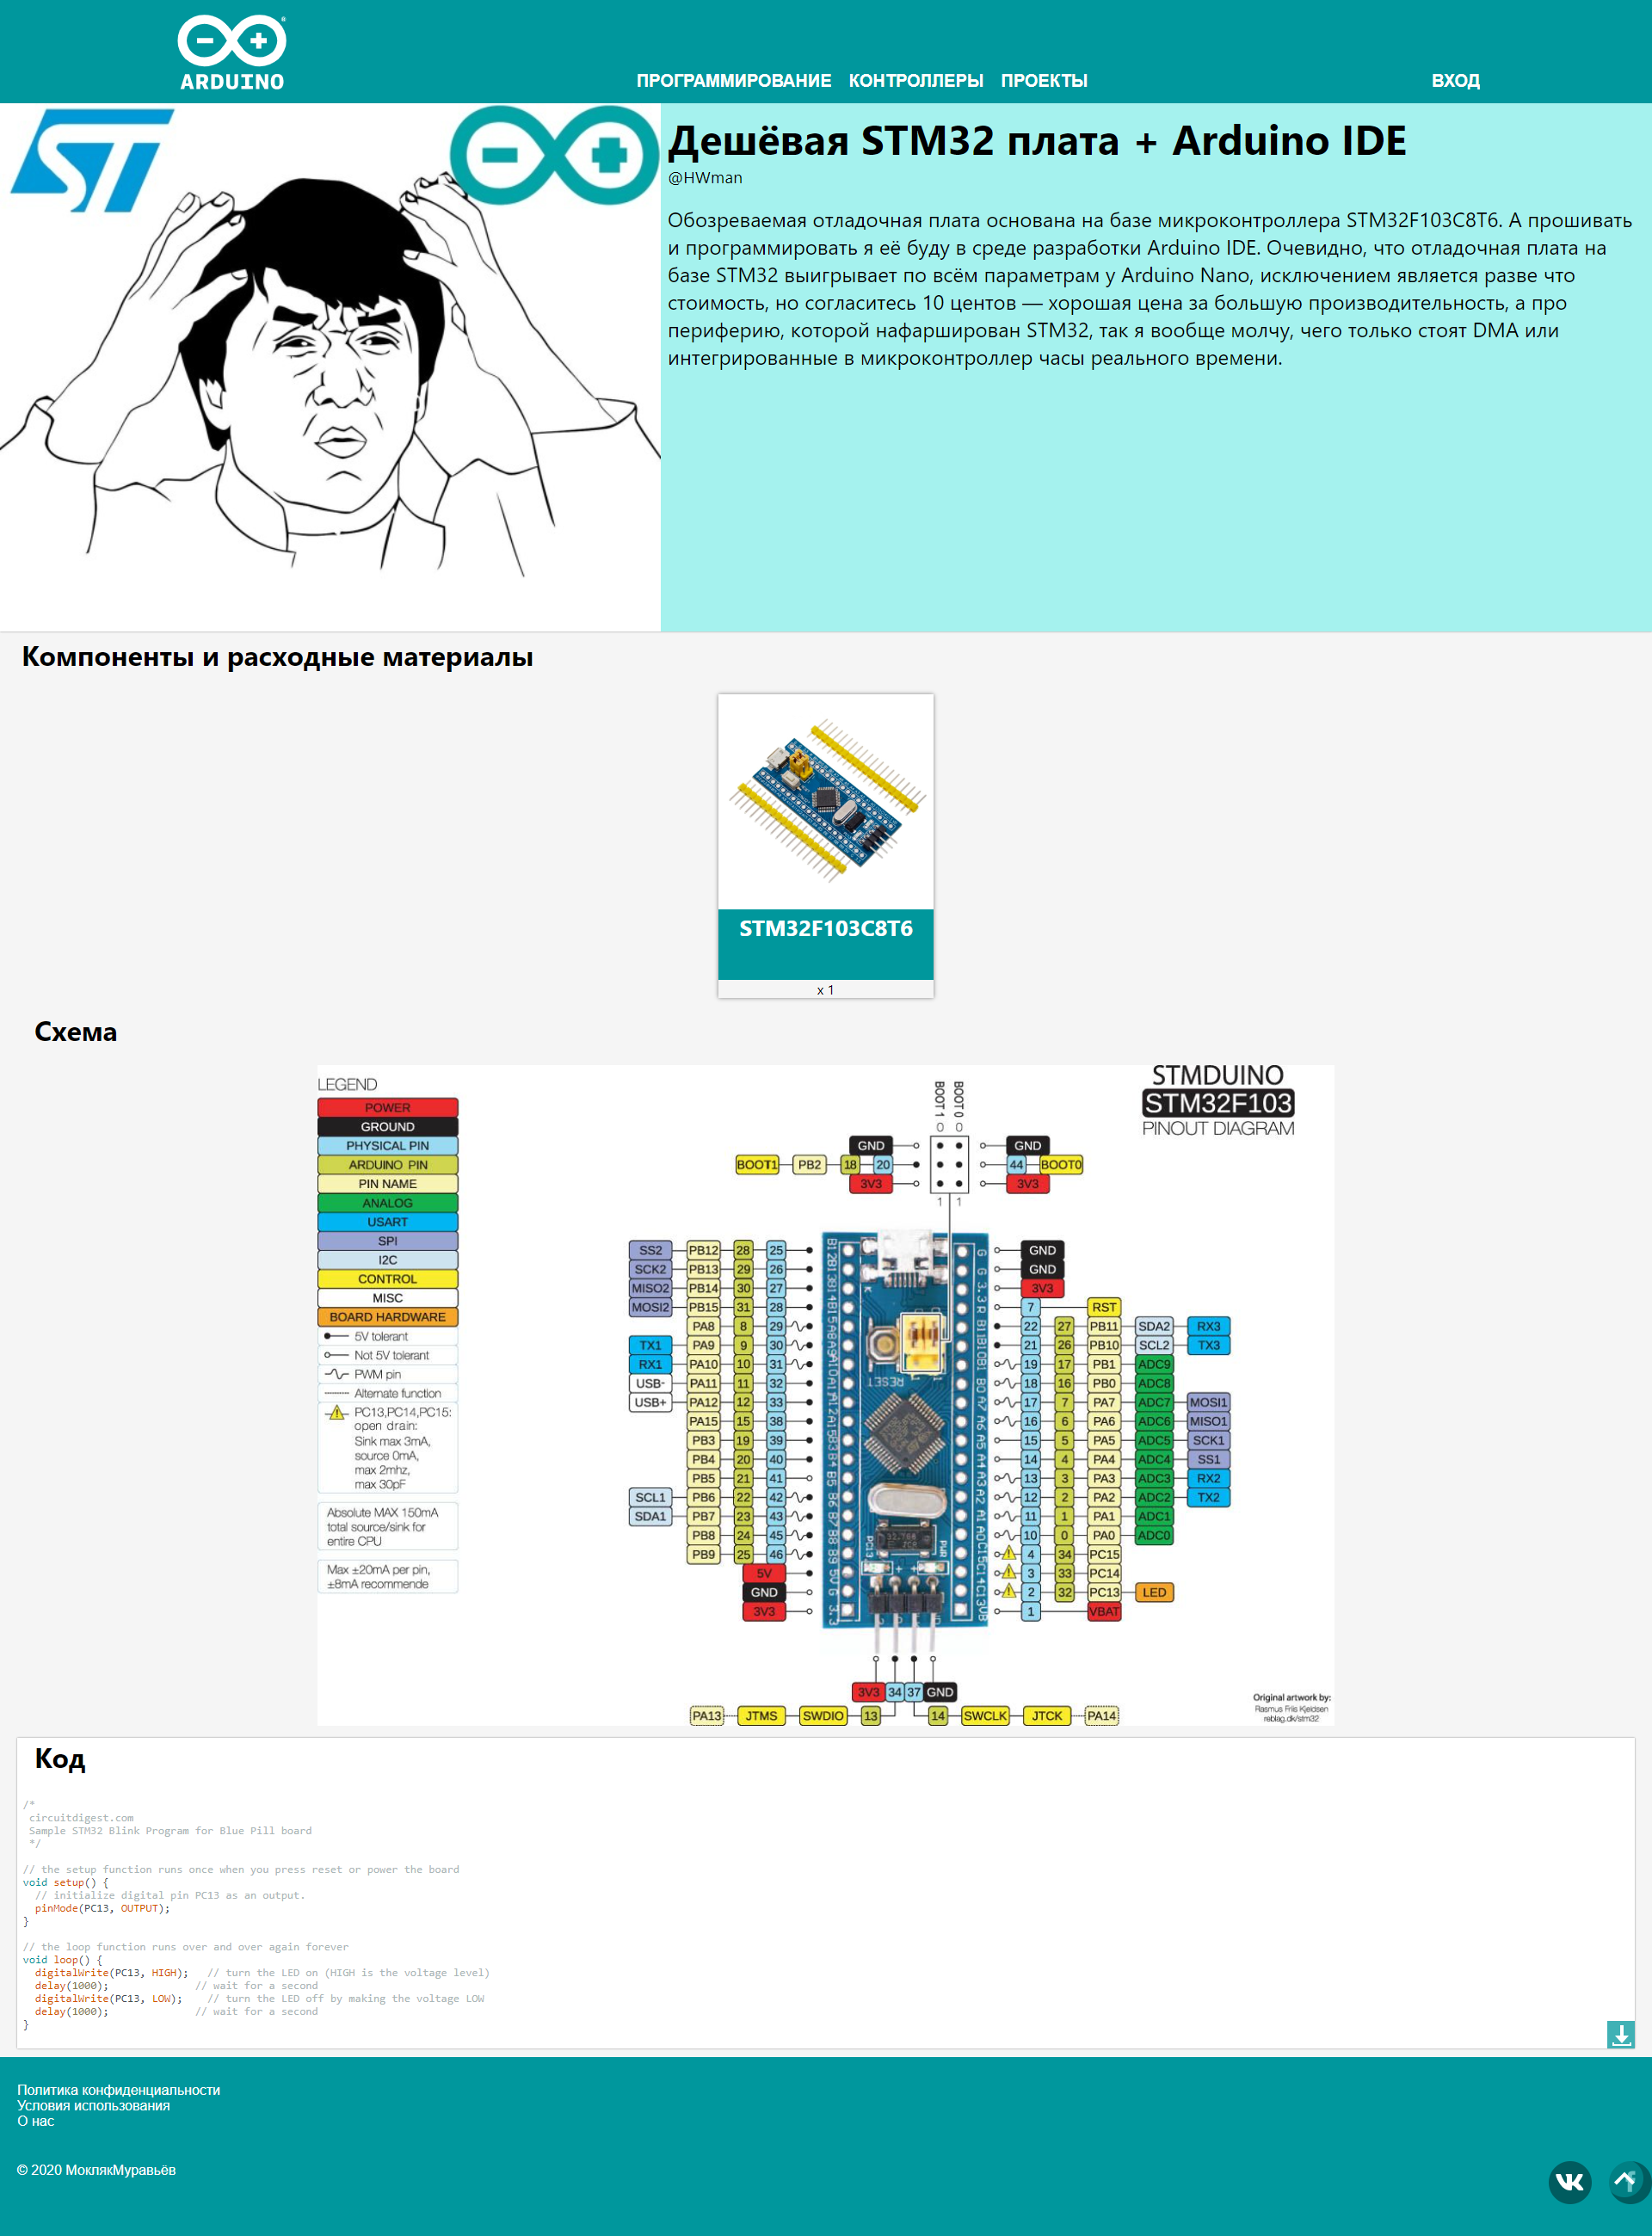 ARDUINO
ПРОГРАММИРОВАНИЕ КОНТРОЛЛЕРЫ ПРОЕКТЫ ВХОД
ST
Дешёвая STM32 плата + Arduino IDE
@HWman
Обозреваемая отладочная плата основана на базе микроконтроллера STM32F103C8T6. А прошивать
и программировать я её буду в среде разработки Arduino IDE. Очевидно, что отладочная плата на
базе STM32 выигрывает по всём параметрам у Arduino Nano, исключением является разве что
стоимость, но согласитесь 10 центов — хорошая цена за большую производительность, а про
периферию, которой нафарширован STM32, так я вообще молчу, чего только стоят DMA или
интегрированные в микроконтроллер часы реального времени.
Компоненты и расходные материалы
STM32F103C8T6
x 1
Схема
LEGEND
POWER
GROUND
PHYSICAL PIN
ARDUINO PIN
PIN NAME
ANALOG
USART
SPI
I2C
CONTROL
MISC
BOARD HARDWARE
5V tolerant
Not 5V tolerant
PWM pin
Alternate function
PC13,PC14,PC15:
open drain:
Sink max 3mA,
source 0mA,
max 2mhz,
max 30pF
Absolute MAX 150mA
total source/sink for
entire CPU
Max ±20mA per pin,
±8mA recommende
STMDUINO
STM32F103
PINOUT DIAGRAM
BOOT 1 BOOT 0
0 0
GND GND
BOOT1 PB2 18 20 44 BOOT0
3V3 3V3
1 1
SS2 PB12 28 25 GND
SCK2 PB13 29 26 GND
MISO2 PB14 30 27 3V3
MOSI2 PB15 31 28 7 RST
PA8 8 29 22 27 PB11 SDA2 RX3
TX1 PA9 9 30 21 26 PB10 SCL2 TX3
RX1 PA10 10 31 19 17 PB1 ADC9
USB- PA11 11 32 18 16 PB0 ADC8
USB+ PA12 12 33 17 7 PA7 ADC7 MOSI1
PA15 15 38 16 6 PA6 ADC6 MISO1
PB3 19 39 15 5 PA5 ADC5 SCK1
PB4 20 40 14 4 PA4 ADC4 SS1
PB5 21 41 13 3 PA3 ADC3 RX2
SCL1 PB6 22 42 12 2 PA2 ADC2 TX2
SDA1 PB7 23 43 11 1 PA1 ADC1
PB8 24 45 10 0 PA0 ADC0
PB9 25 46 4 34 PC15
5V 3 33 PC14
GND 2 32 PC13 LED
3V3 1 VBAT
RESET
3V3 34 37 GND
PA13 JTMS SWDIO 13 14 SWCLK JTCK PA14
Original artwork by:
Rasmus Friis Kjeldsen
reblag.dk/stm32
Код
/*
circuitdigest.com
Sample STM32 Blink Program for Blue Pill board
*/
// the setup function runs once when you press reset or power the board
void setup() {
// initialize digital pin PC13 as an output.
pinMode(PC13, OUTPUT);
}
// the loop function runs over and over again forever
void loop() {
digitalWrite(PC13, HIGH); // turn the LED on (HIGH is the voltage level)
delay(1000); // wait for a second
digitalWrite(PC13, LOW); // turn the LED off by making the voltage LOW
delay(1000); // wait for a second
}
Политика конфиденциальности
Условия использования
О нас
© 2020 МоклякМуравьёв